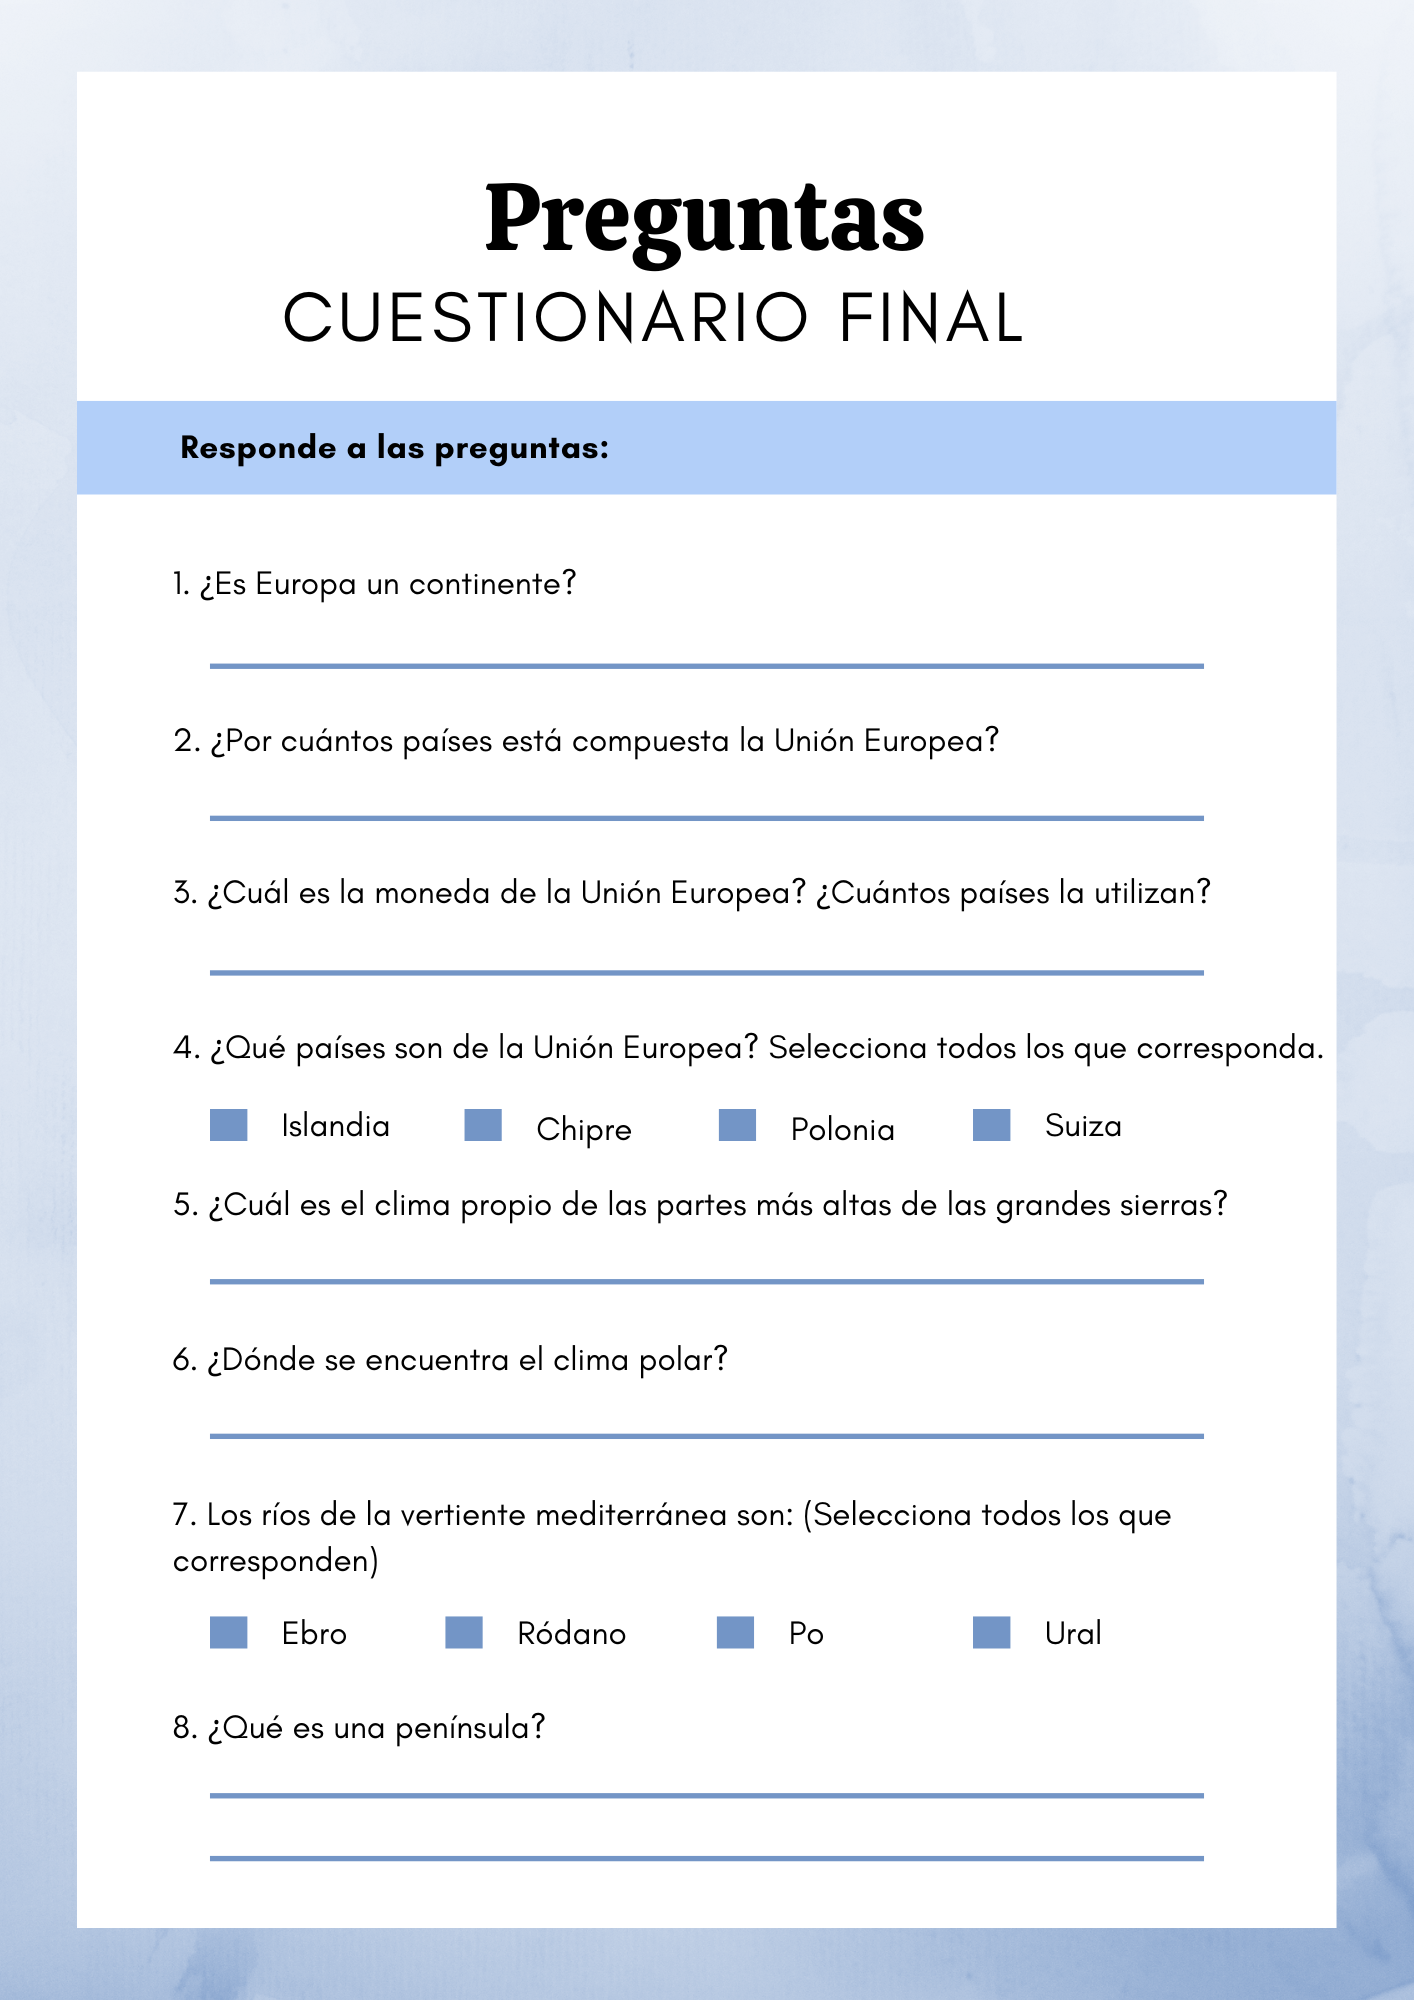 Preguntas
CUESTIONARIO FINAL
Responde a las preguntas:
1. ¿Es Europa un continente?
2. ¿Por cuántos países está compuesta la Unión Europea?
3. ¿Cuál es la moneda de la Unión Europea? ¿Cuántos países la utilizan?
4. ¿Qué países son de la Unión Europea? Selecciona todos los que corresponda.
Islandia Chipre Polonia Suiza
5. ¿Cuál es el clima propio de las partes más altas de las grandes sierras?
6. ¿Dónde se encuentra el clima polar?
7. Los ríos de la vertiente mediterránea son: (Selecciona todos los que
corresponden)
Ebro Ródano Po Ural
8. ¿Qué es una península?